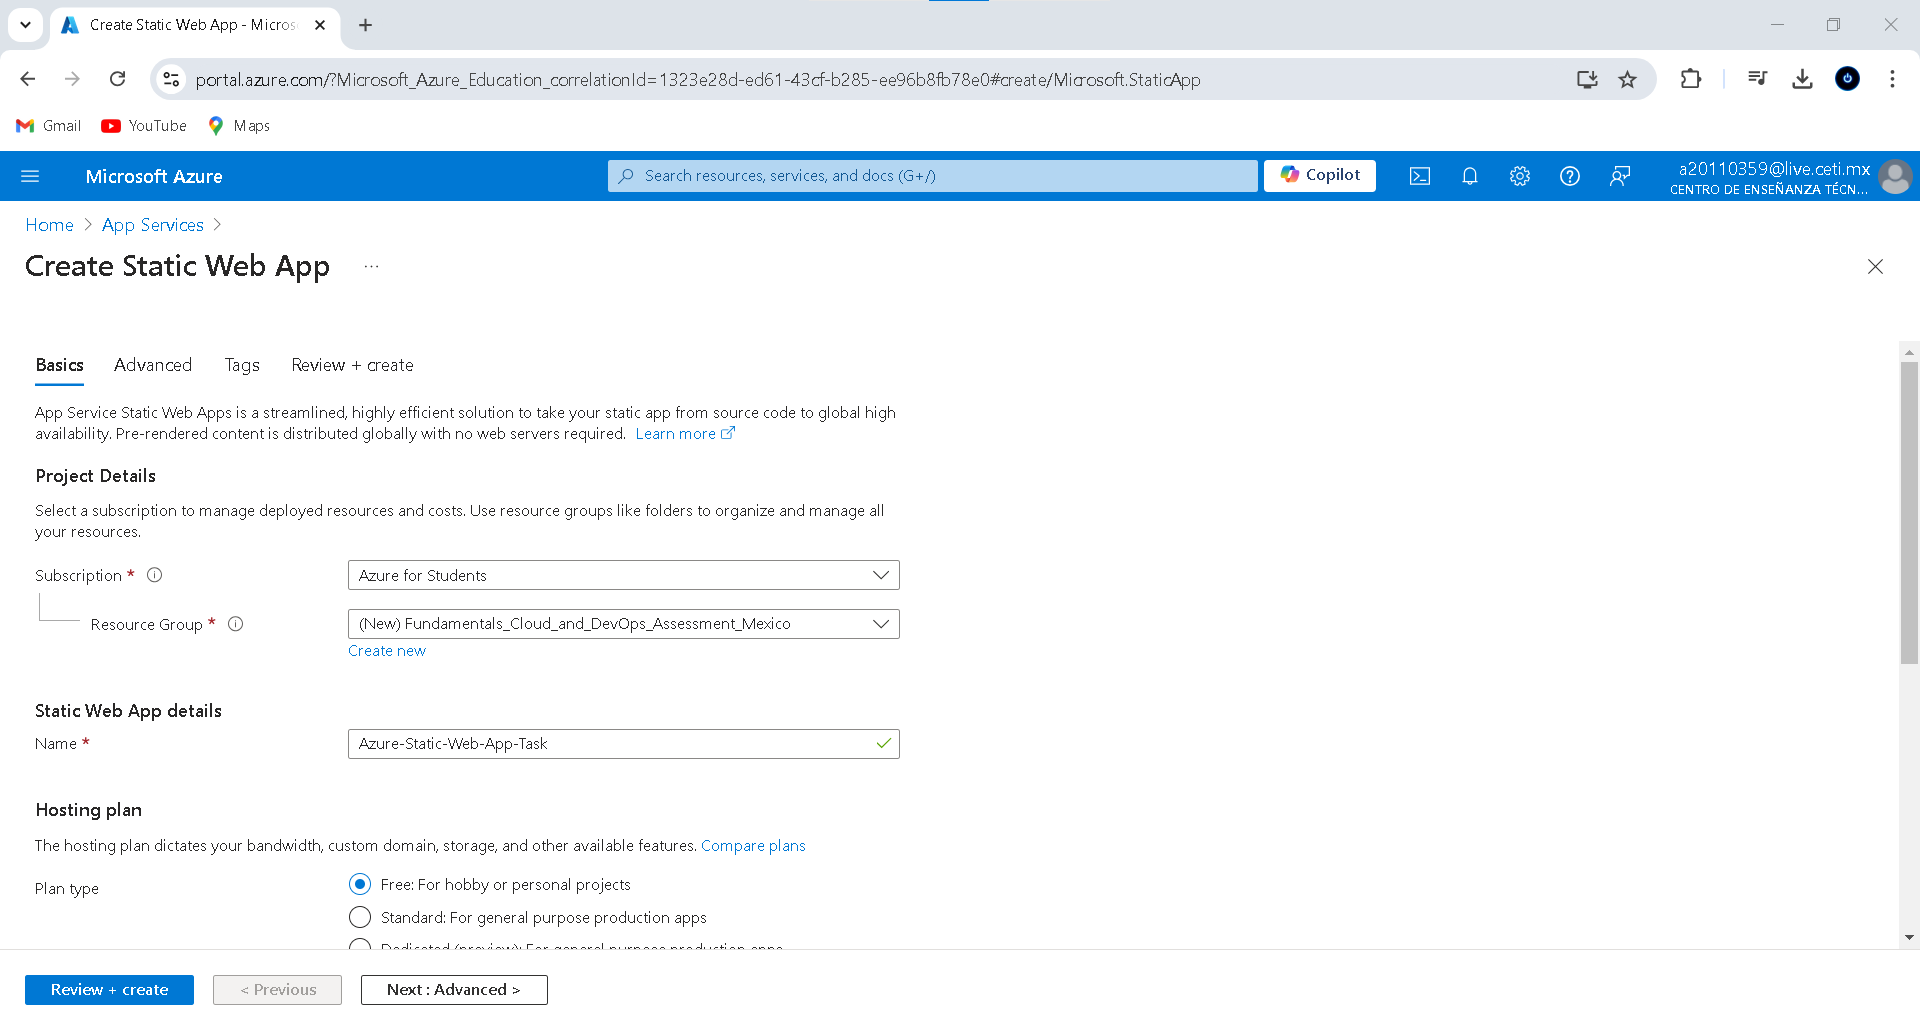 Create Static Web App - Micros
portal.azure.com/?Microsoft_Azure_Education_correlationId=1323e28d-ed61-43cf-b285-ee96b8fb78e0#create/Microsoft.StaticApp
Gmail YouTube Maps
Microsoft Azure
Search resources, services, and docs (G+/)
Copilot
a20110359@live.ceti.mx
CENTRO DE ENSEÑANZA TÉCN...
Home > App Services >
Create Static Web App ...
Basics Advanced Tags Review + create
App Service Static Web Apps is a streamlined, highly efficient solution to take your static app from source code to global high
availability. Pre-rendered content is distributed globally with no web servers required. Learn more
Project Details
Select a subscription to manage deployed resources and costs. Use resource groups like folders to organize and manage all
your resources.
Subscription *
Azure for Students
Resource Group *
(New) Fundamentals_Cloud_and_DevOps_Assessment_Mexico
Create new
Static Web App details
Name *
Azure-Static-Web-App-Task
Hosting plan
The hosting plan dictates your bandwidth, custom domain, storage, and other available features. Compare plans
Plan type
Free: For hobby or personal projects
Standard: For general purpose production apps
Dedicated (preview): For general purpose production apps
Review + create
< Previous
Next : Advanced >